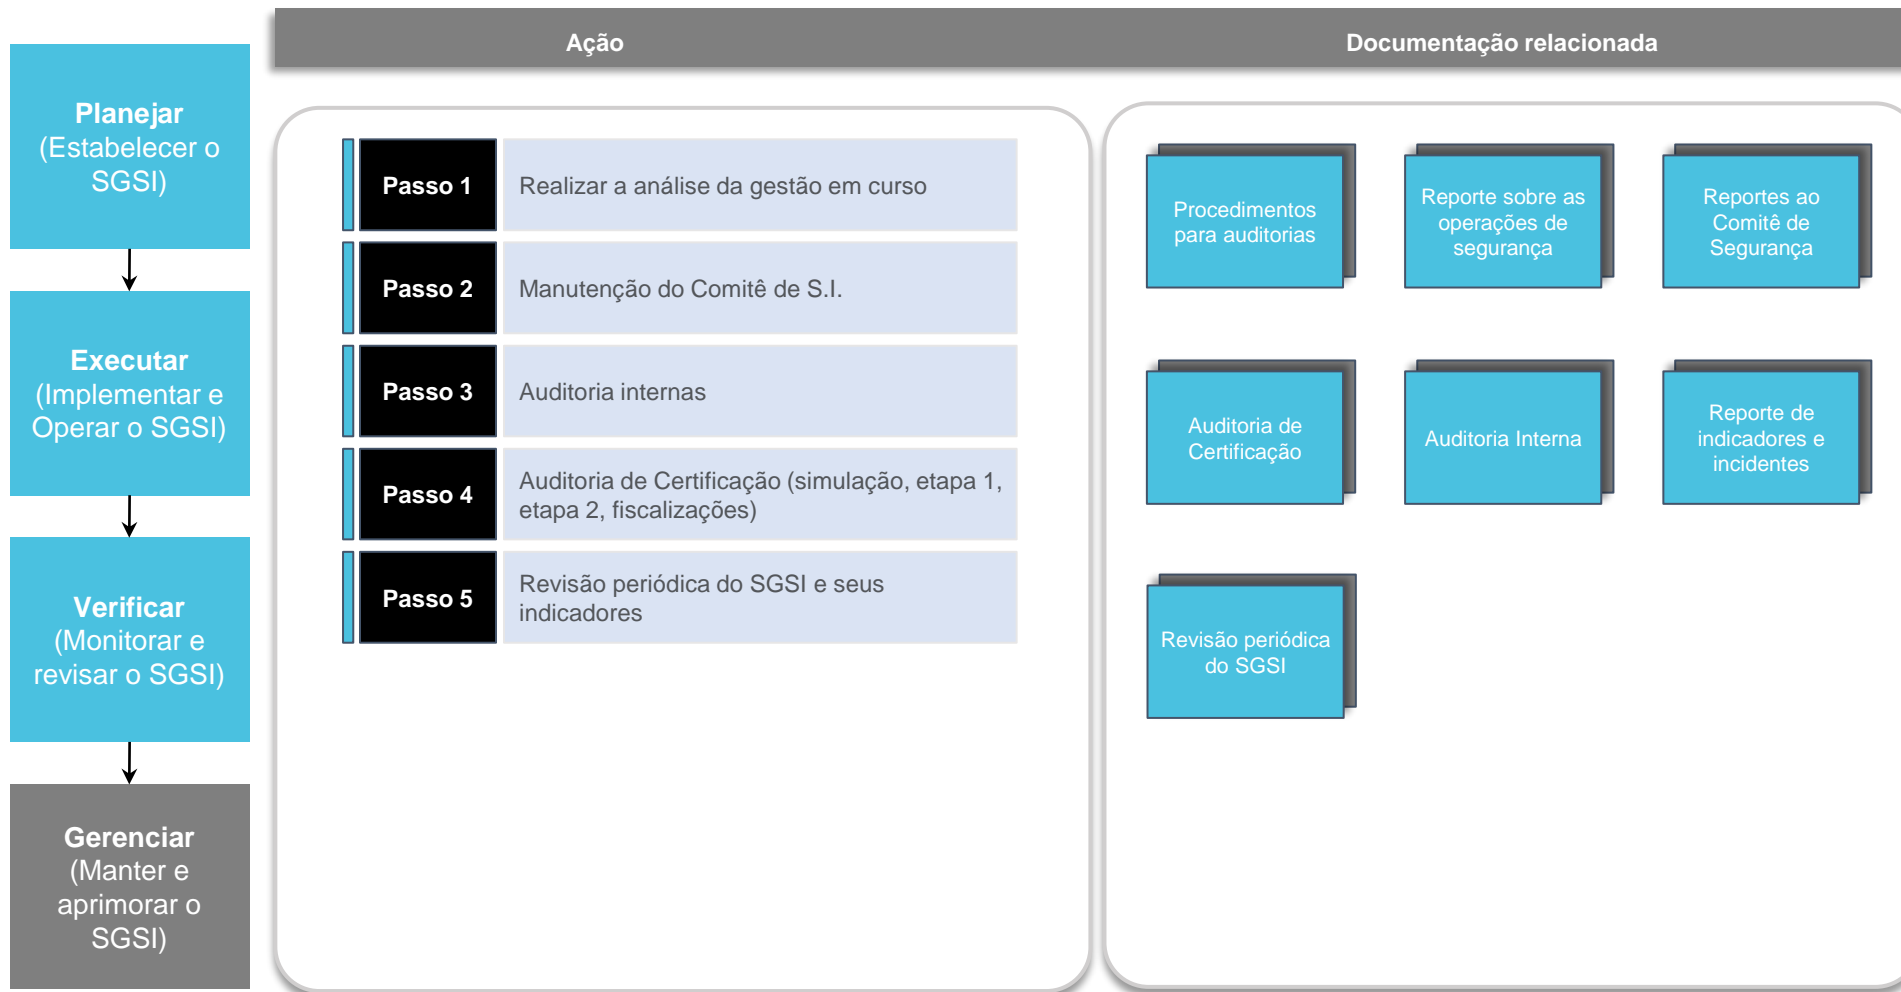 Ação
Documentação relacionada
Planejar
(Estabelecer o
SGSI)
Executar
(Implementar e
Operar o SGSI)
Verificar
(Monitorar e
revisar o SGSI)
Gerenciar
(Manter e
aprimorar o
SGSI)
Passo 1
Realizar a análise da gestão em curso
Passo 2
Manutenção do Comitê de S.I.
Passo 3
Auditoria internas
Passo 4
Auditoria de Certificação (simulação, etapa 1,
etapa 2, fiscalizações)
Passo 5
Revisão periódica do SGSI e seus
indicadores
Procedimentos
para auditorias
Reporte sobre as
operações de
segurança
Reportes ao
Comitê de
Segurança
Auditoria de
Certificação
Auditoria Interna
Reporte de
indicadores e
incidentes
Revisão periódica
do SGSI